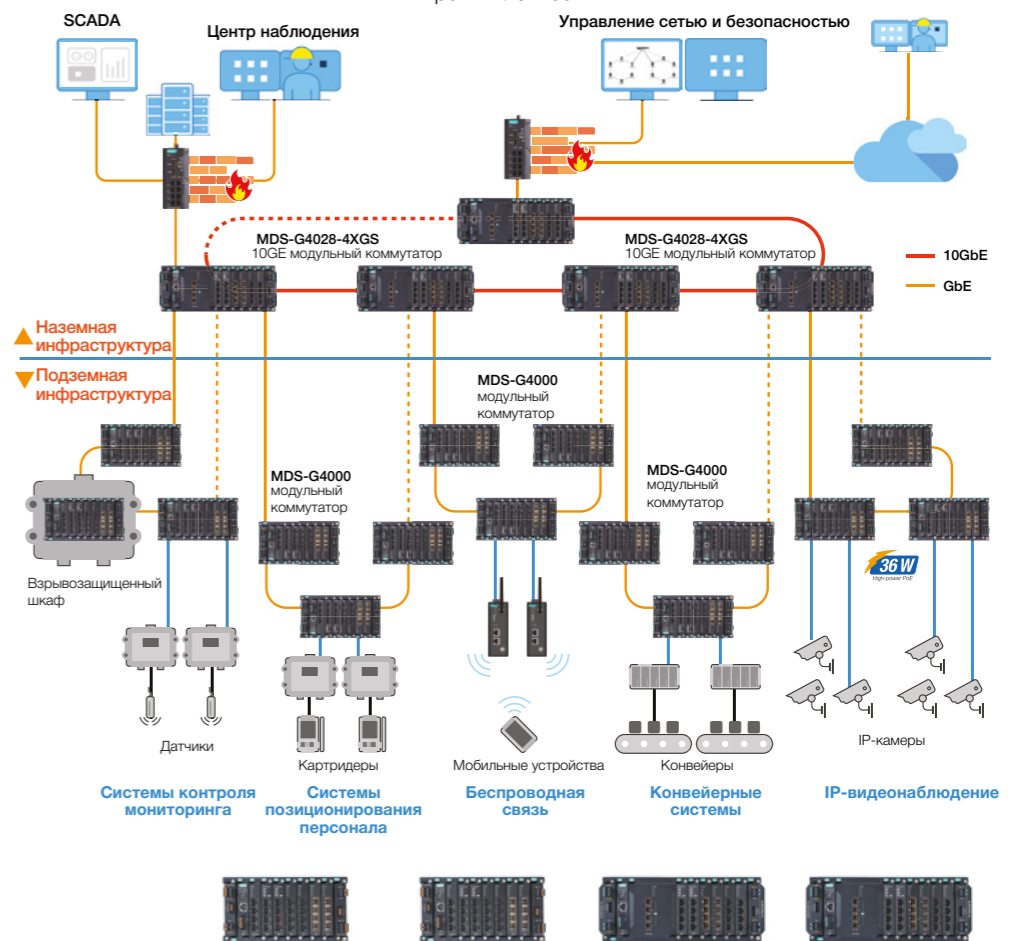 SCADA
Центр наблюдения
Управление сетью и безопасностью
MDS-G4028-4XGS
10GE модульный коммутатор
MDS-G4028-4XGS
10GE модульный коммутатор
10GbE
GbE
Наземная
инфраструктура
Подземная
инфраструктура
MDS-G4000
модульный
коммутатор
MDS-G4000
модульный
коммутатор
MDS-G4000
модульный
коммутатор
36 W
High-power PoE
Взрывозащищенный
шкаф
Датчики
Картридеры
Мобильные устройства
Конвейеры
IP-камеры
Системы контроля
мониторинга
Системы
позиционирования
персонала
Беспроводная
связь
Конвейерные
системы
IP-видеонаблюдение